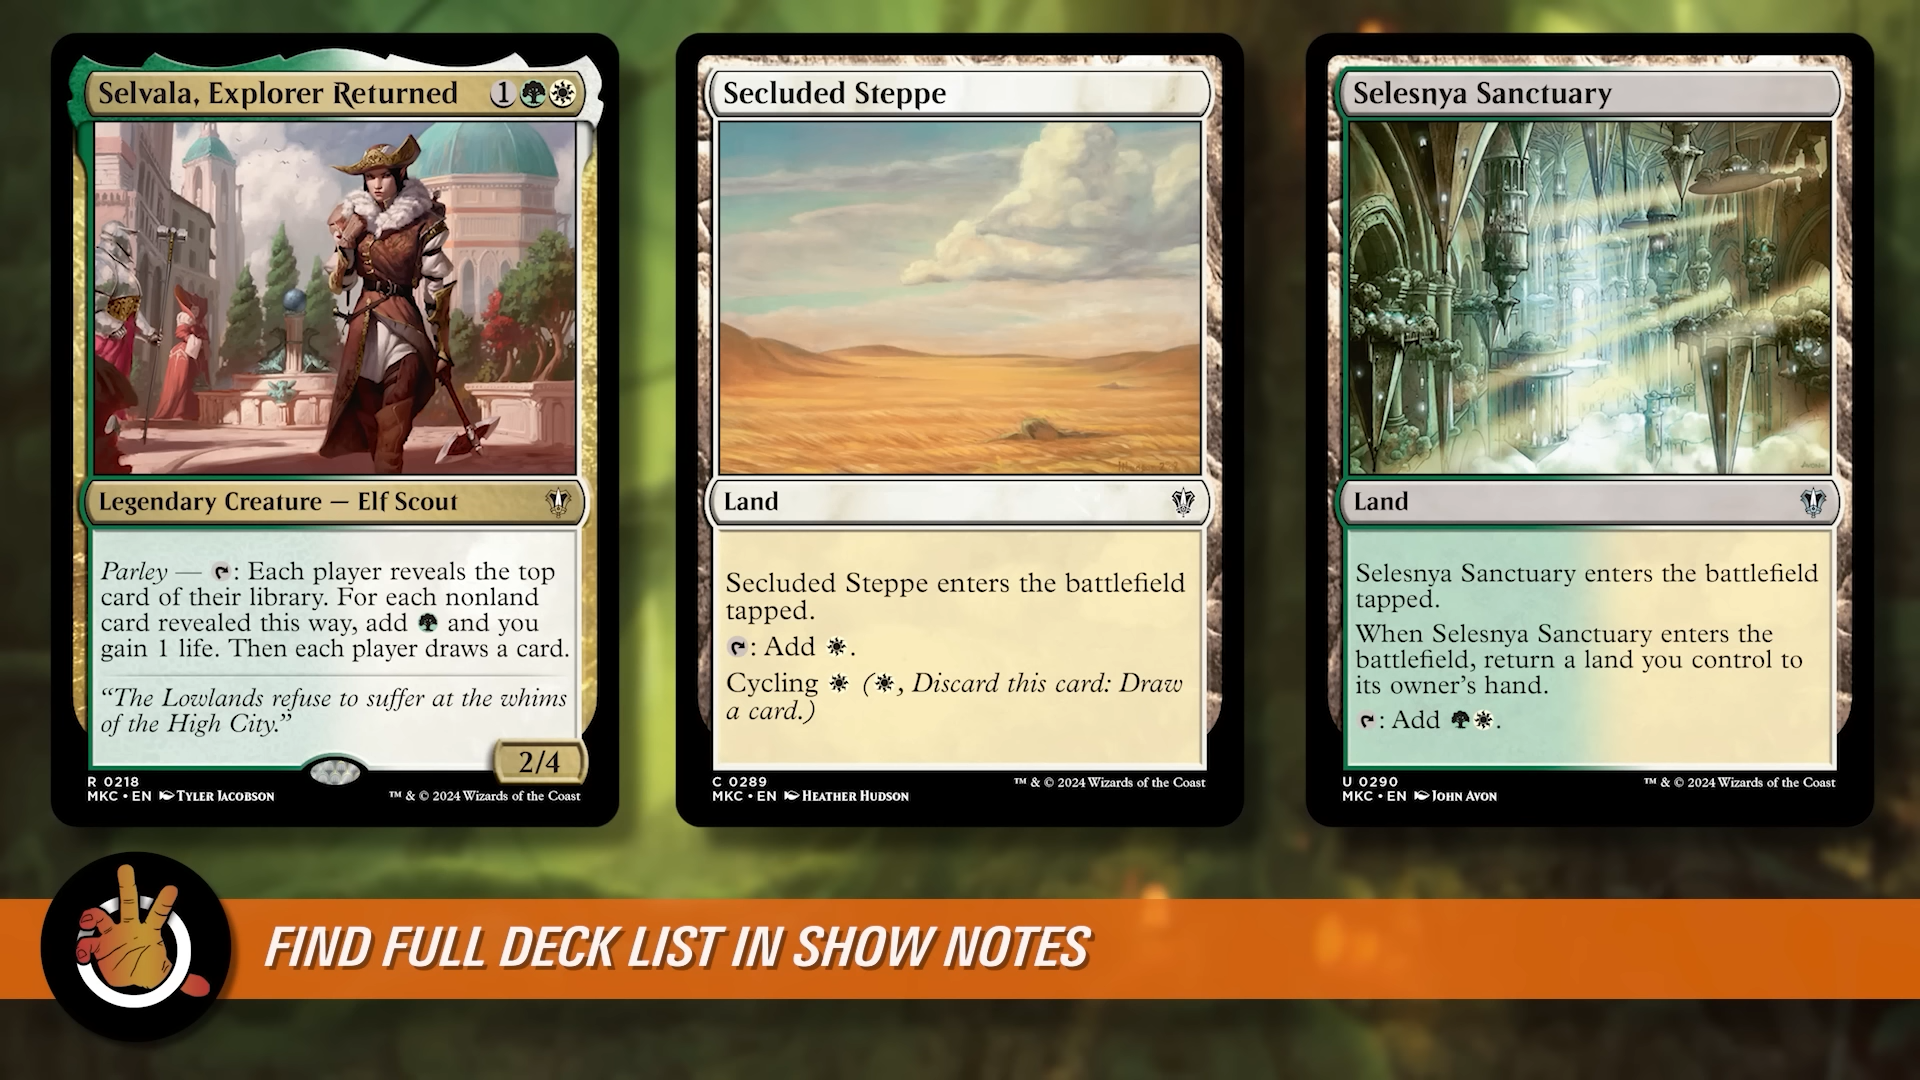 Selvala, Explorer Returned 1
Legendary Creature — Elf Scout
Parley — : Each player reveals the top
card of their library. For each nonland
card revealed this way, add and you
gain 1 life. Then each player draws a card.
“The Lowlands refuse to suffer at the whims
of the High City.”
2/4
R 0218
MKC • EN TYLER JACOBSON
™ & © 2024 Wizards of the Coast
Secluded Steppe
Land
Secluded Steppe enters the battlefield
tapped.
: Add .
Cycling ( , Discard this card: Draw
a card.)
C 0289
MKC • EN HEATHER HUDSON
™ & © 2024 Wizards of the Coast
Selesnya Sanctuary
Land
Selesnya Sanctuary enters the battlefield
tapped.
When Selesnya Sanctuary enters the
battlefield, return a land you control to
its owner’s hand.
: Add .
U 0290
MKC • EN JOHN AVON
™ & © 2024 Wizards of the Coast
FIND FULL DECK LIST IN SHOW NOTES